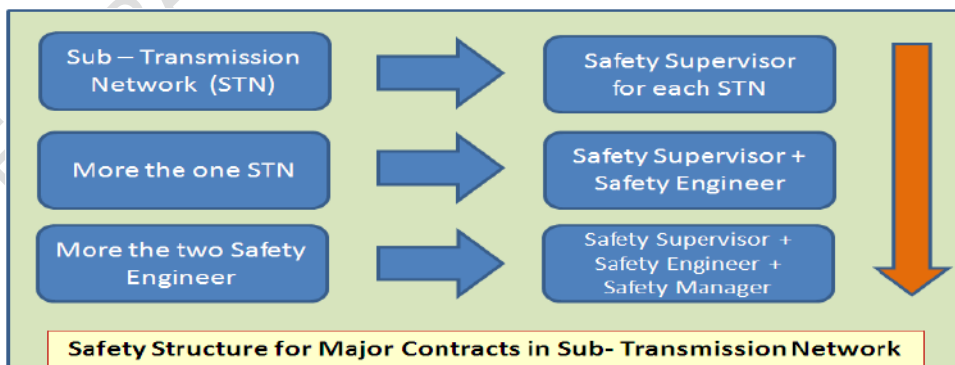 Sub – Transmission
Network (STN)
Safety Supervisor
for each STN
More the one STN
Safety Supervisor +
Safety Engineer
More the two Safety
Engineer
Safety Supervisor +
Safety Engineer +
Safety Manager
Safety Structure for Major Contracts in Sub- Transmission Network